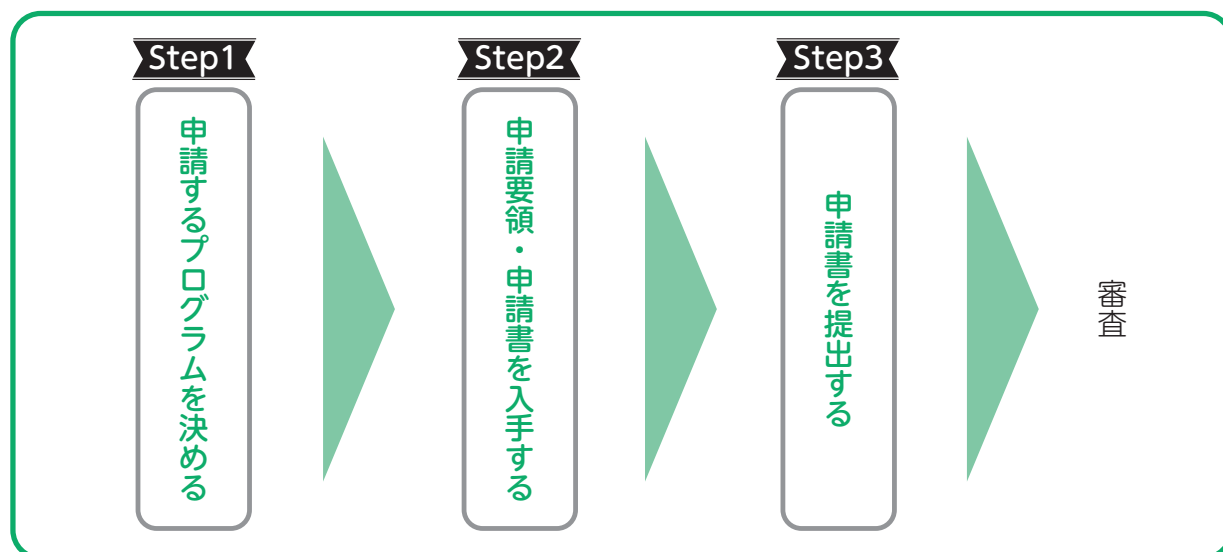 Step1
申請するプログラムを決める
Step2
申請要領・申請書を入手する
Step3
申請書を提出する
審査